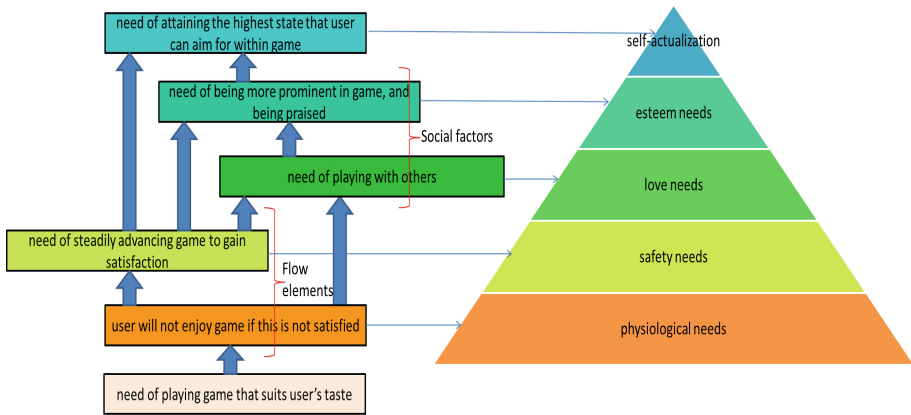 need of attaining the highest state that user
can aim for within game
self-actualization
need of being more prominent in game, and
being praised
esteem needs
Social factors
need of playing with others
love needs
need of steadily advancing game to gain
satisfaction
safety needs
Flow
elements
user will not enjoy game if this is not satisfied
physiological needs
need of playing game that suits user's taste